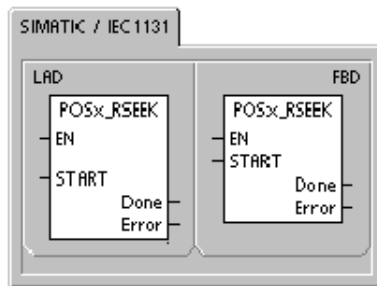 SIMATIC / IEC1131
LAD
FBD
POSx_RSEEK
EN
START
Done
Error
POSx_RSEEK
EN
START
Done
Error